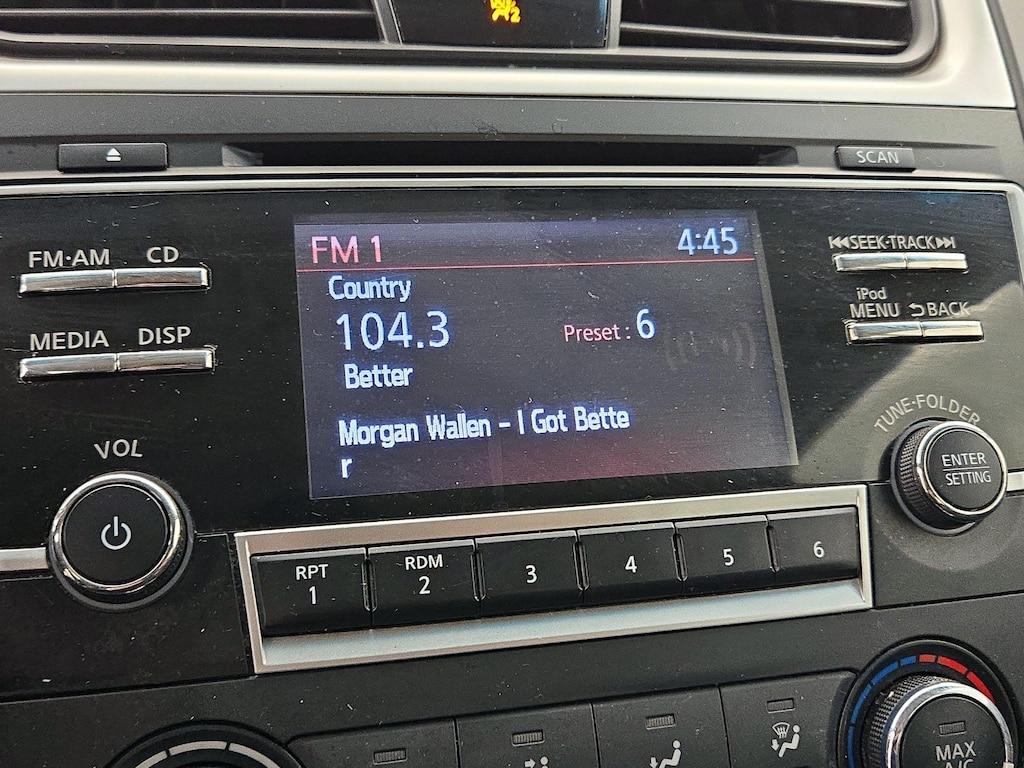 2
SCAN
FM·AM CD
SEEK·TRACK
FM 1 4:45
Country
104.3 Preset : 6
Better
Morgan Wallen - I Got Bette
r
iPod
MENU BACK
MEDIA DISP
TUNE·FOLDER
ENTER
SETTING
VOL
RPT
1
RDM
2
3
4
5
6
MAX
A/C